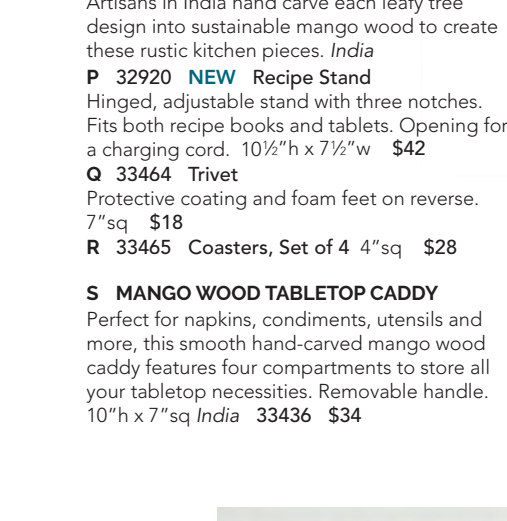 Artisans in India hand carve each leafy tree
design into sustainable mango wood to create
these rustic kitchen pieces. India
P 32920 NEW Recipe Stand
Hinged, adjustable stand with three notches.
Fits both recipe books and tablets. Opening for
a charging cord. 10½"h x 7½"w $42
Q 33464 Trivet
Protective coating and foam feet on reverse.
7"sq $18
R 33465 Coasters, Set of 4 4"sq $28
S MANGO WOOD TABLETOP CADDY
Perfect for napkins, condiments, utensils and
more, this smooth hand-carved mango wood
caddy features four compartments to store all
your tabletop necessities. Removable handle.
10"h x 7"sq India 33436 $34